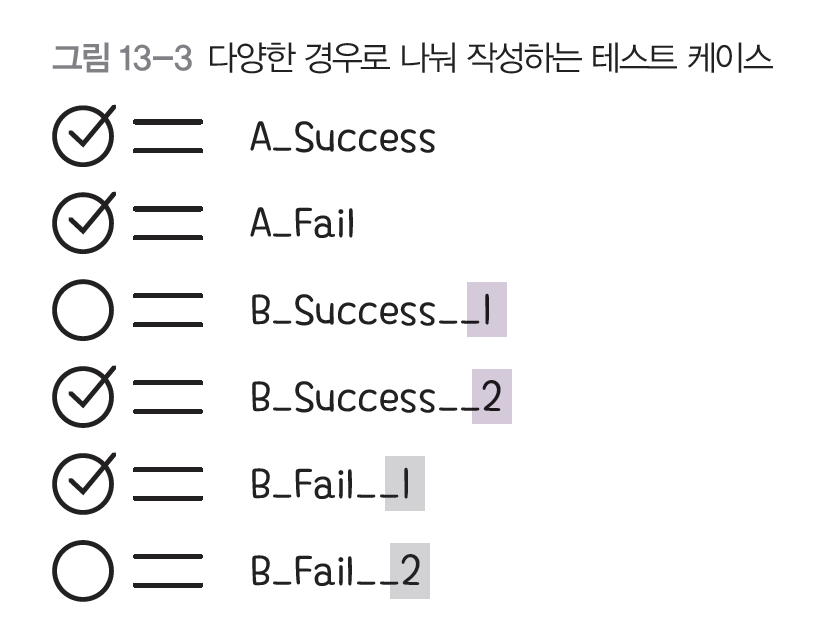 그림 13-3 다양한 경우로 나눠 작성하는 테스트 케이스
A_Success
A_Fail
B_Success__1
B_Success__2
B_Fail__1
B_Fail__2